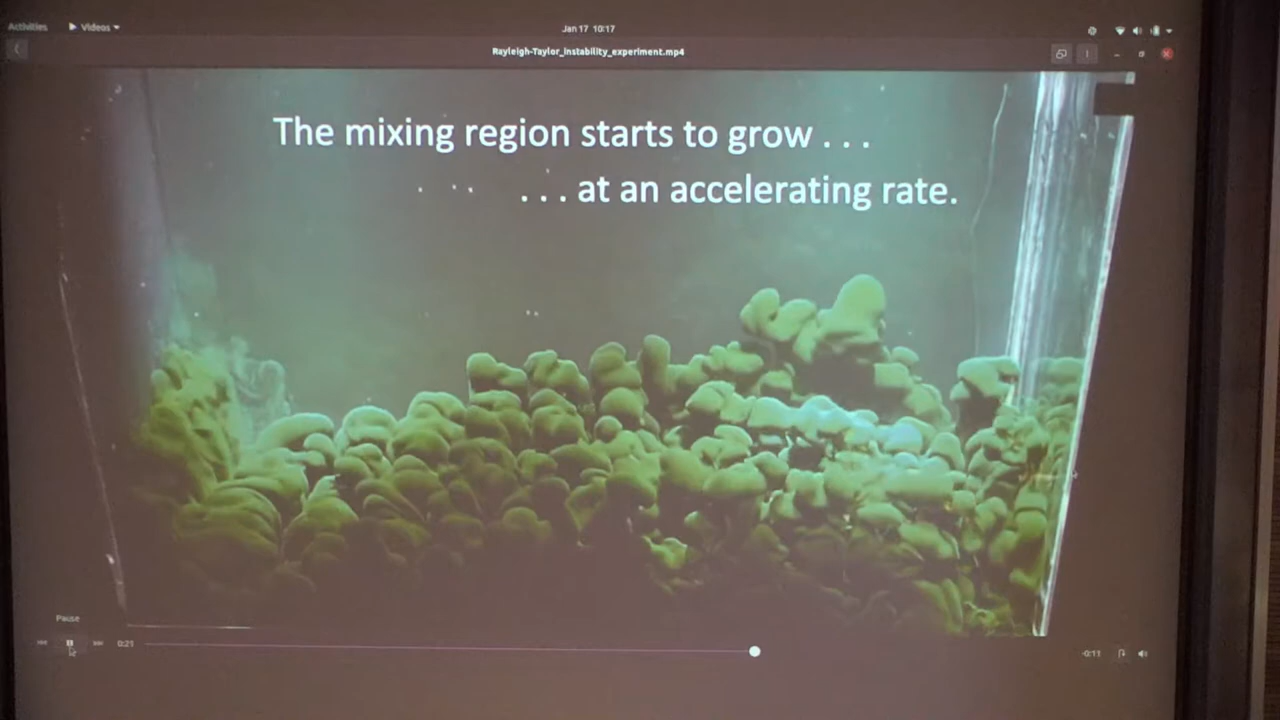 Activities Videos Jan 17 10:17
Rayleigh-Taylor_instability_experiment.mp4
The mixing region starts to grow . . .
. . . at an accelerating rate.
Pause
0:21 -0:11